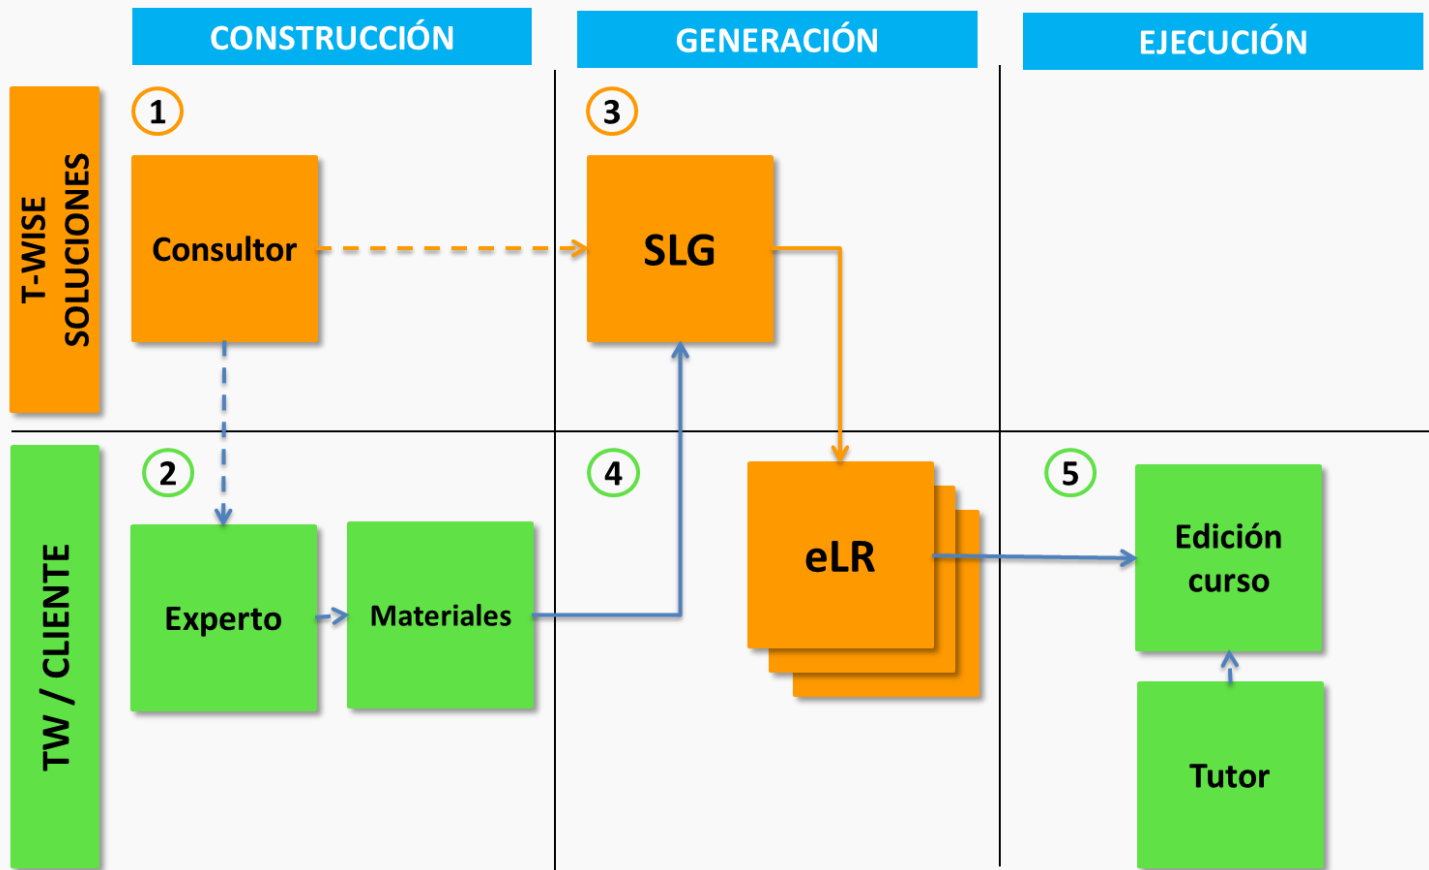 CONSTRUCCIÓN
GENERACIÓN
EJECUCIÓN
T-WISE
SOLUCIONES
1
Consultor
3
SLG
TW / CLIENTE
2
Experto
Materiales
4
eLR
5
Edición
curso
Tutor